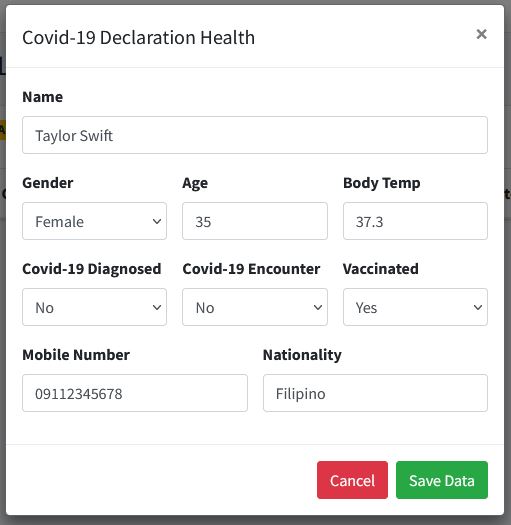 Covid-19 Declaration Health ×
Name
Taylor Swift
Gender Age Body Temp
Female 35 37.3
Covid-19 Diagnosed Covid-19 Encounter Vaccinated
No No Yes
Mobile Number Nationality
09112345678 Filipino
Cancel Save Data